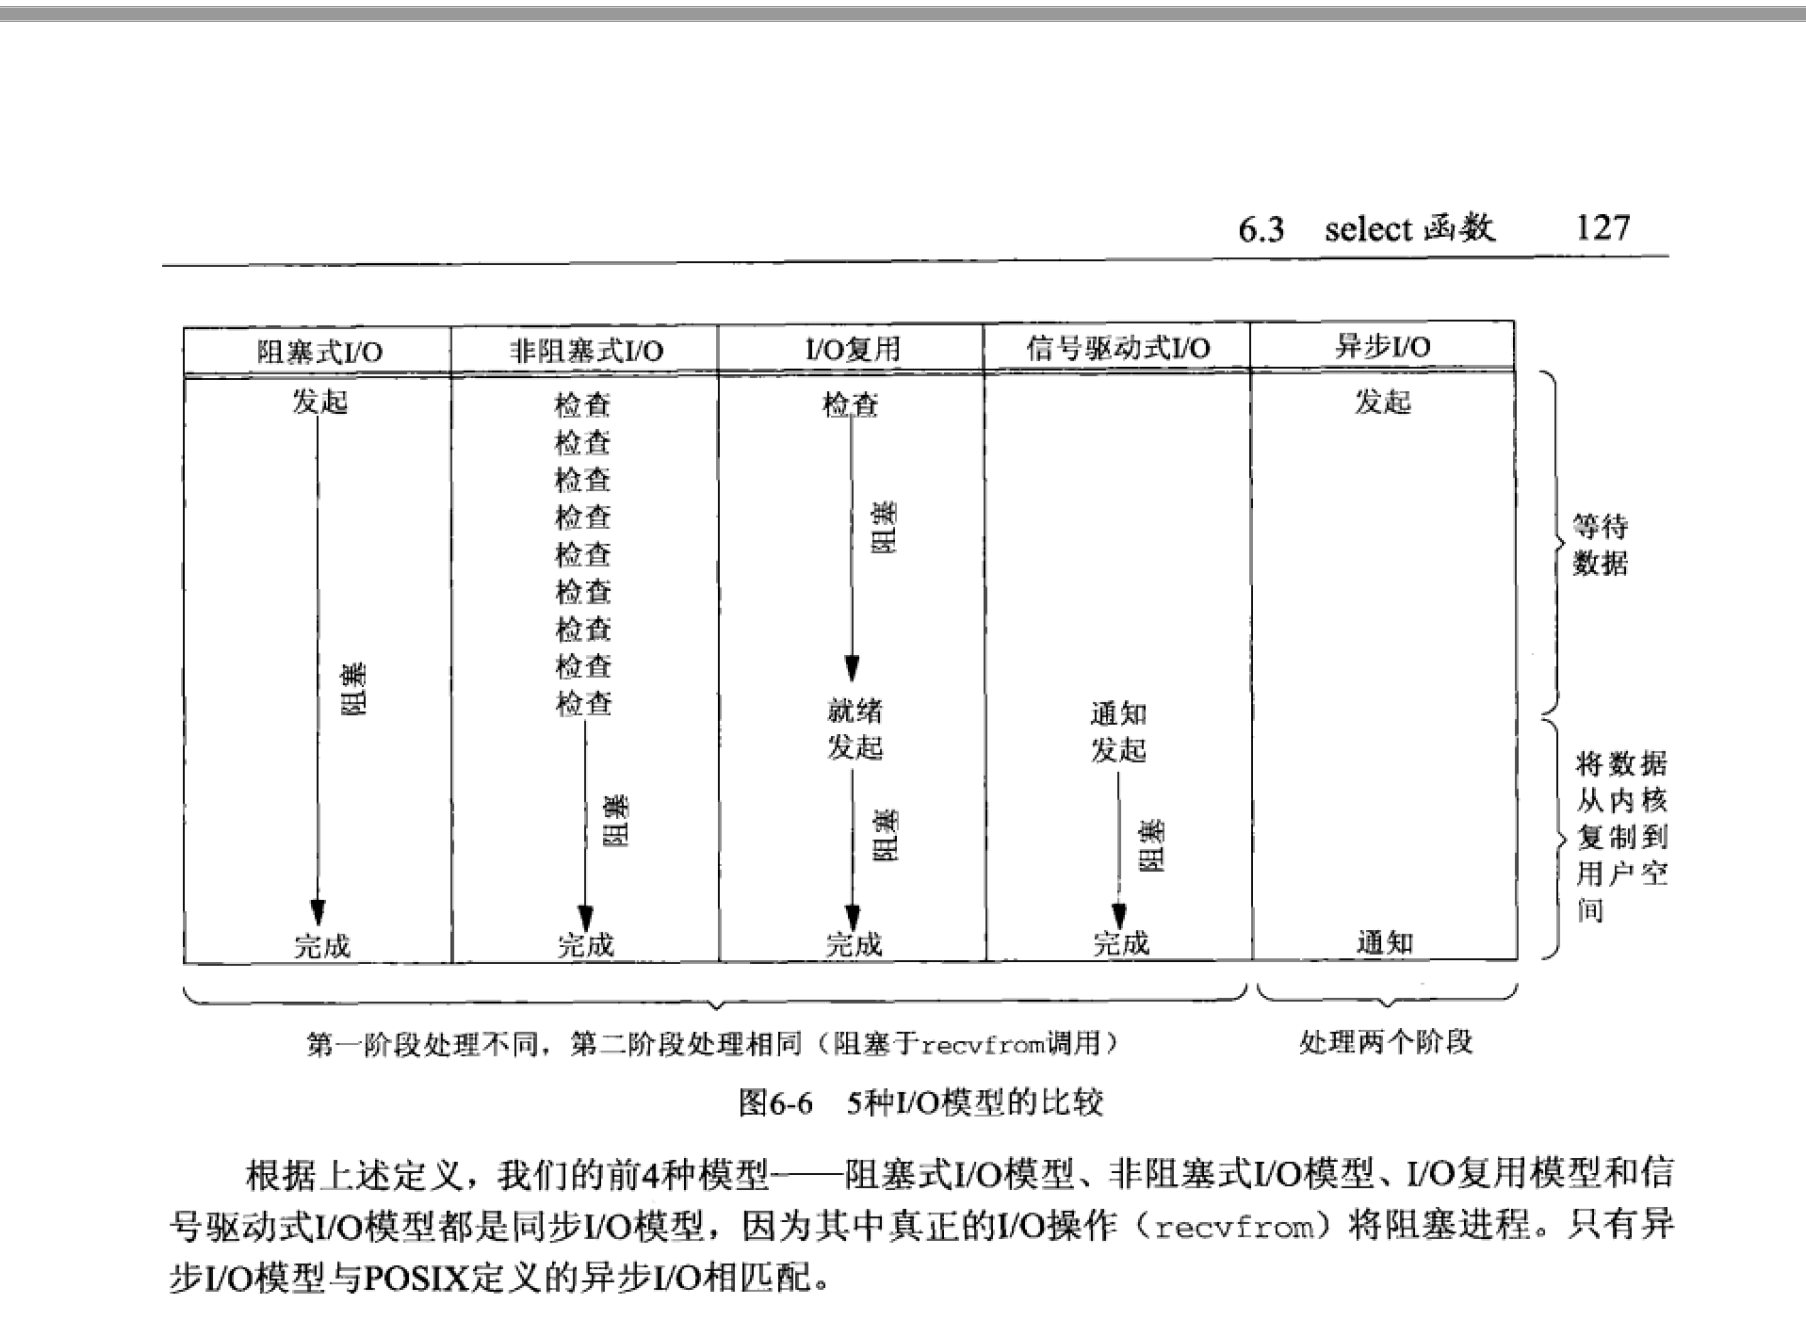 6.3 select 函数 127
阻塞式I/O 非阻塞式I/O I/O复用 信号驱动式I/O 异步I/O
发起 检查 检查 发起
检查
检查
检查 阻塞 等待
检查 数据
检查
检查
阻塞 检查
检查 就绪 通知
发起 发起
阻塞 阻塞 阻塞
将数据
从内核
复制到
用户空
间
完成 完成 完成 完成 通知
第一阶段处理不同，第二阶段处理相同（阻塞于recvfrom调用） 处理两个阶段
图6-6 5种I/O模型的比较
根据上述定义，我们的前4种模型——阻塞式I/O模型、非阻塞式I/O模型、I/O复用模型和信
号驱动式I/O模型都是同步I/O模型，因为其中真正的I/O操作（recvfrom）将阻塞进程。只有异
步I/O模型与POSIX定义的异步I/O相匹配。